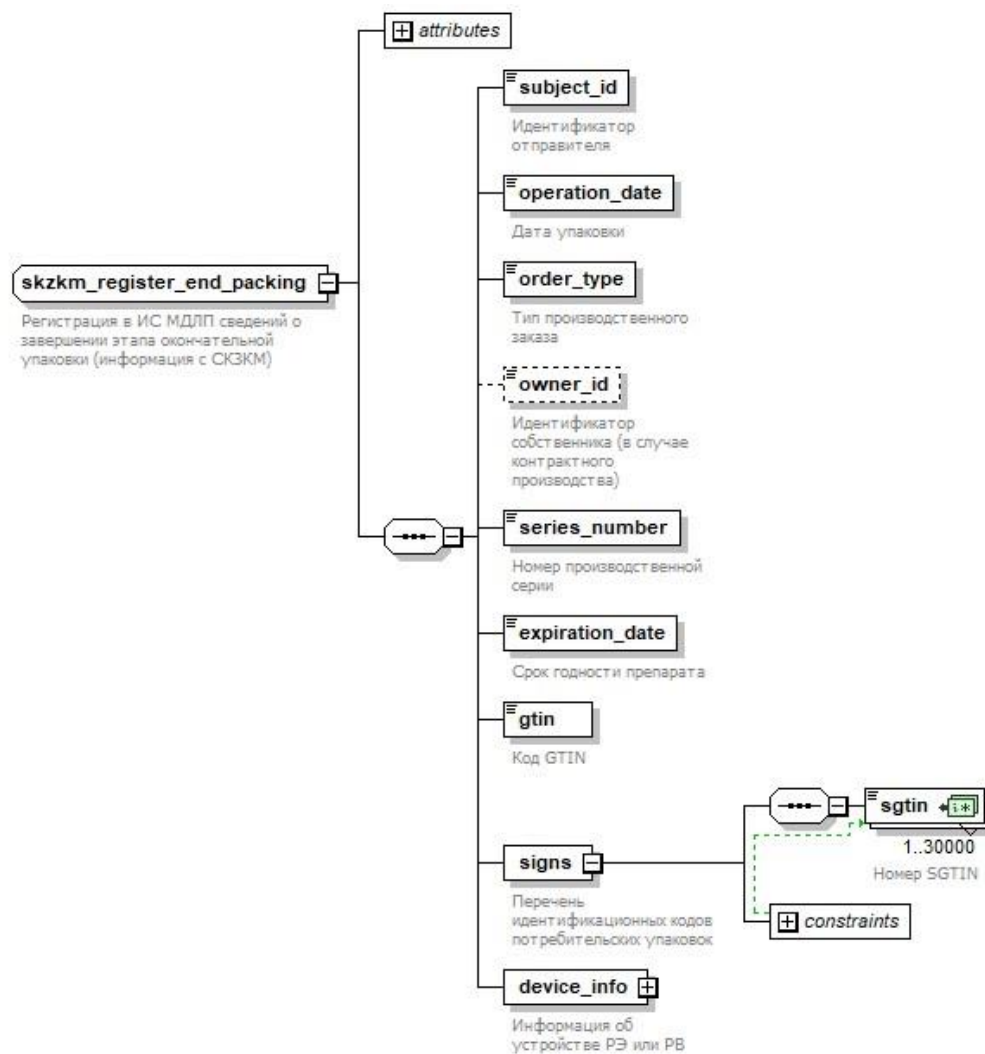 attributes
subject_id
Идентификатор
отправителя
operation_date
Дата упаковки
skzkm_register_end_packing
Регистрация в ИС МДЛП сведений о
завершении этапа окончательной
упаковки (информация с СКЗКМ)
order_type
Тип производственного
заказа
owner_id
Идентификатор
собственника (в случае
контрактного
производства)
series_number
Номер производственной
серии
expiration_date
Срок годности препарата
gtin
Код GTIN
signs
Перечень
идентификационных кодов
потребительских упаковок
sgtin
1..30000
Номер SGTIN
constraints
device_info
Информация об
устройстве РЭ или РВ